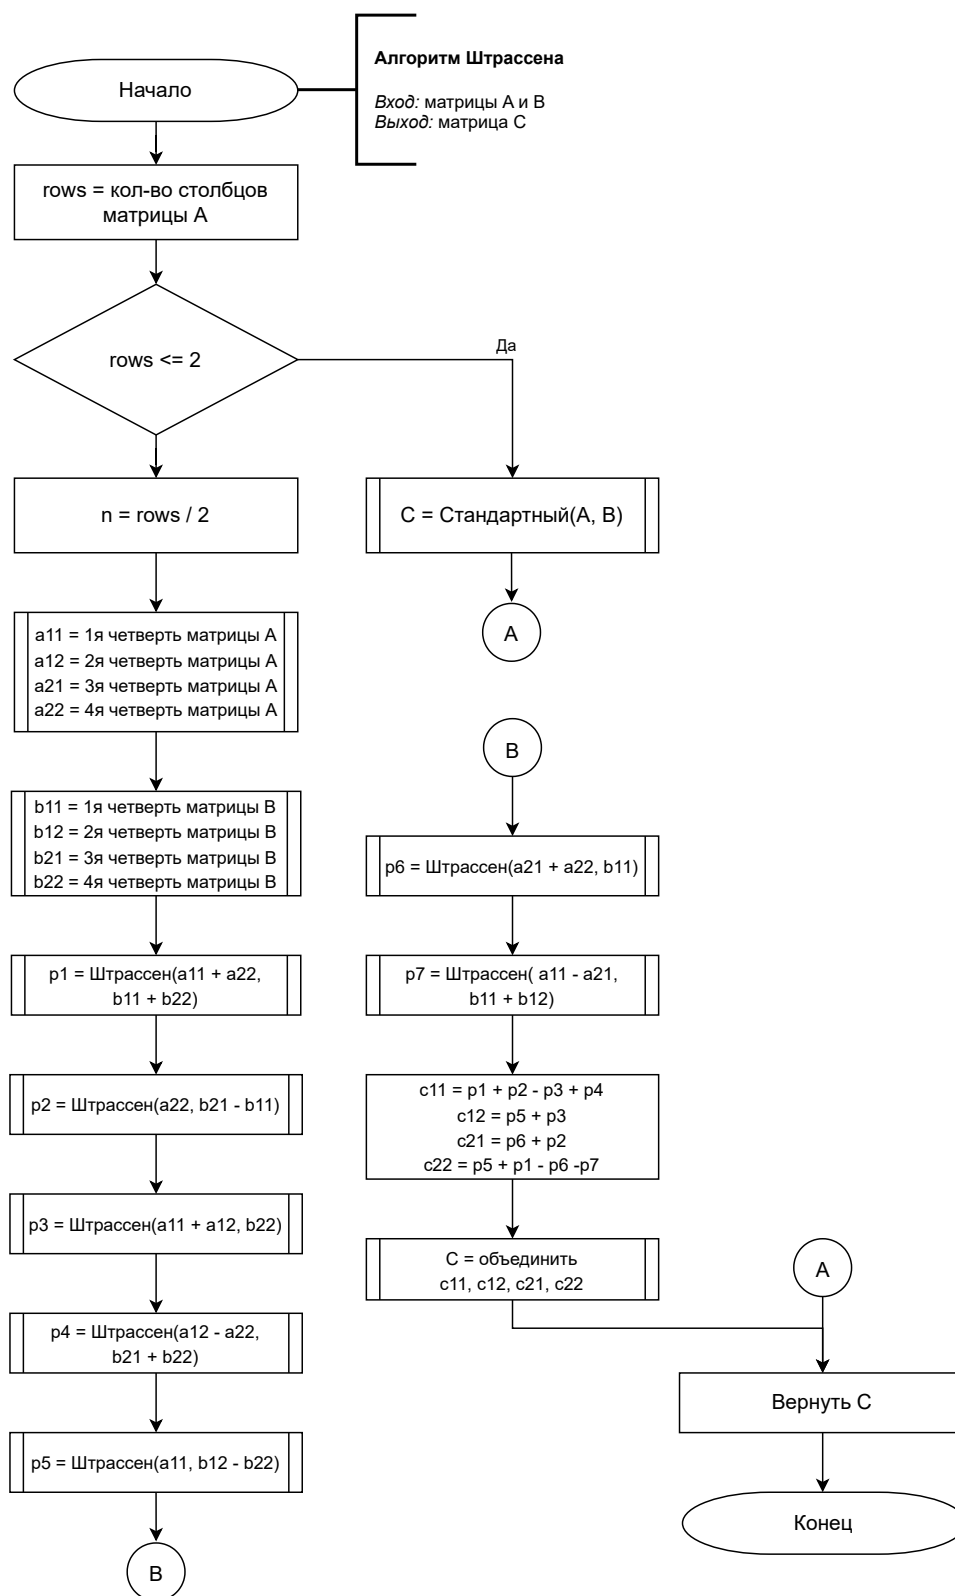 Начало
Алгоритм Штрассена
Вход: матрицы А и В
Выход: матрица С
rows = кол-во столбцов
матрицы А
rows <= 2
Да
n = rows / 2
C = Стандартный(А, В)
A
a11 = 1я четверть матрицы А
a12 = 2я четверть матрицы А
a21 = 3я четверть матрицы А
a22 = 4я четверть матрицы А
b11 = 1я четверть матрицы В
b12 = 2я четверть матрицы В
b21 = 3я четверть матрицы В
b22 = 4я четверть матрицы В
p1 = Штрассен(a11 + a22,
b11 + b22)
p2 = Штрассен(a22, b21 - b11)
p3 = Штрассен(a11 + a12, b22)
p4 = Штрассен(a12 - a22,
b21 + b22)
p5 = Штрассен(a11, b12 - b22)
B
B
p6 = Штрассен(a21 + a22, b11)
p7 = Штрассен( a11 - a21,
b11 + b12)
c11 = p1 + p2 - p3 + p4
c12 = p5 + p3
c21 = p6 + p2
c22 = p5 + p1 - p6 -p7
C = объединить
c11, c12, c21, c22
A
Вернуть С
Конец